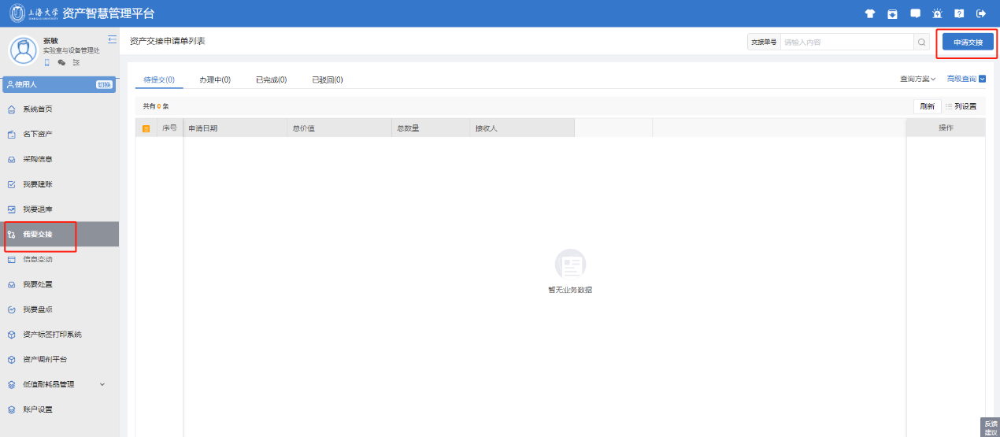 上海大学 资产智慧管理平台
张敏
实验室与设备管理处
使用人 切换
系统首页
名下资产
采购信息
我要建账
我要退库
我要交接
信息变动
我要处置
我要盘点
资产标签打印系统
资产调剂平台
低值耐耗品管理
账户设置
资产交接申请单列表
交接单号 请输入内容
申请交接
待提交(0) 办理中(0) 已完成(0) 已驳回(0)
查询方案 高级查询
共有 0 条
刷新 列设置
序号 申请日期 总价值 总数量 接收人 操作
暂无业务数据
反馈
建议